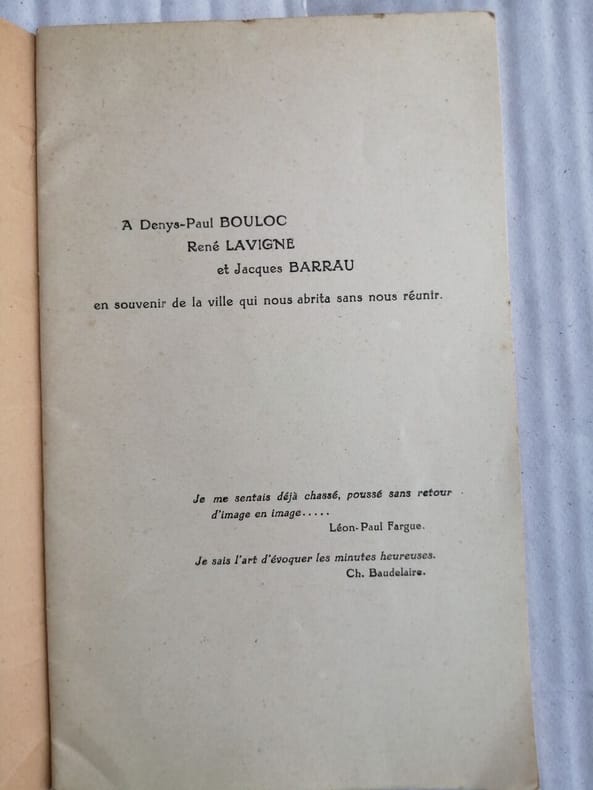 A Denys-Paul BOULOC
René LAVIGNE
et Jacques BARRAU
en souvenir de la ville qui nous abrita sans nous réunir.
Je me sentais déjà chassé, poussé sans retour
d'image en image.....
Léon-Paul Fargue.
Je sais l'art d'évoquer les minutes heureuses.
Ch. Baudelaire.